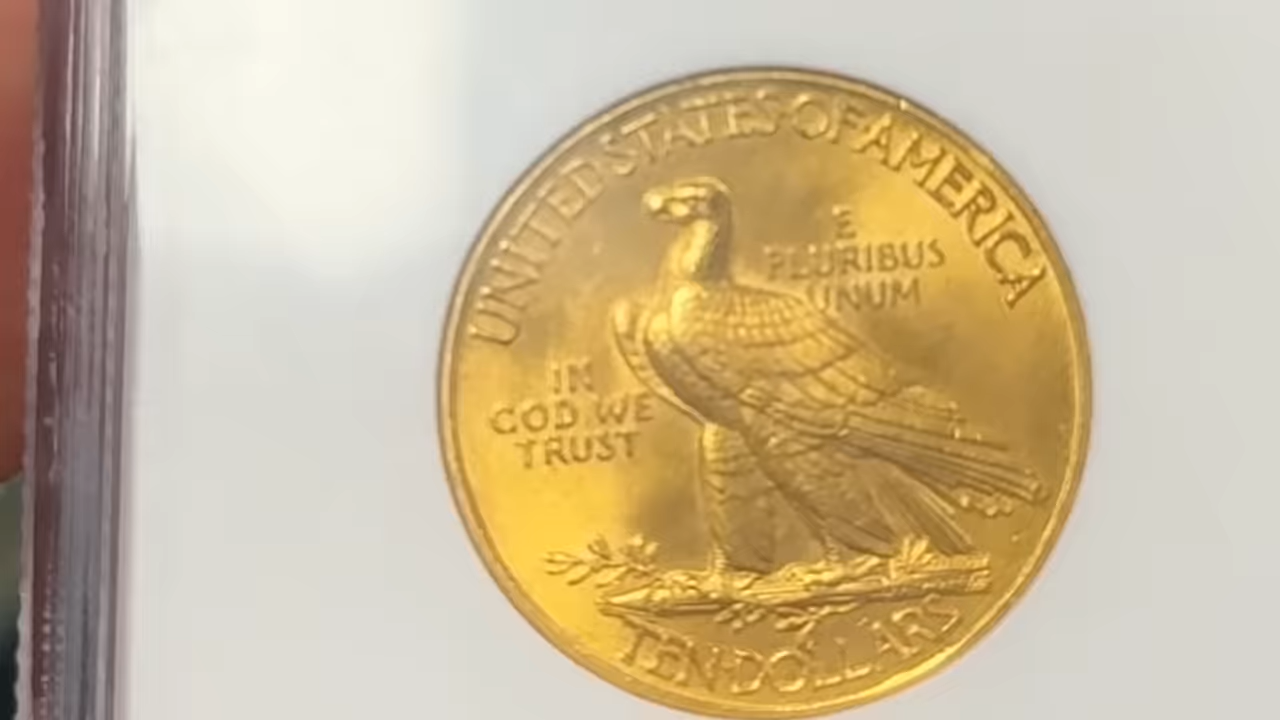 UNITED STATES OF AMERICA
E
PLURIBUS
UNUM
IN
GOD WE
TRUST
TEN·DOLLARS